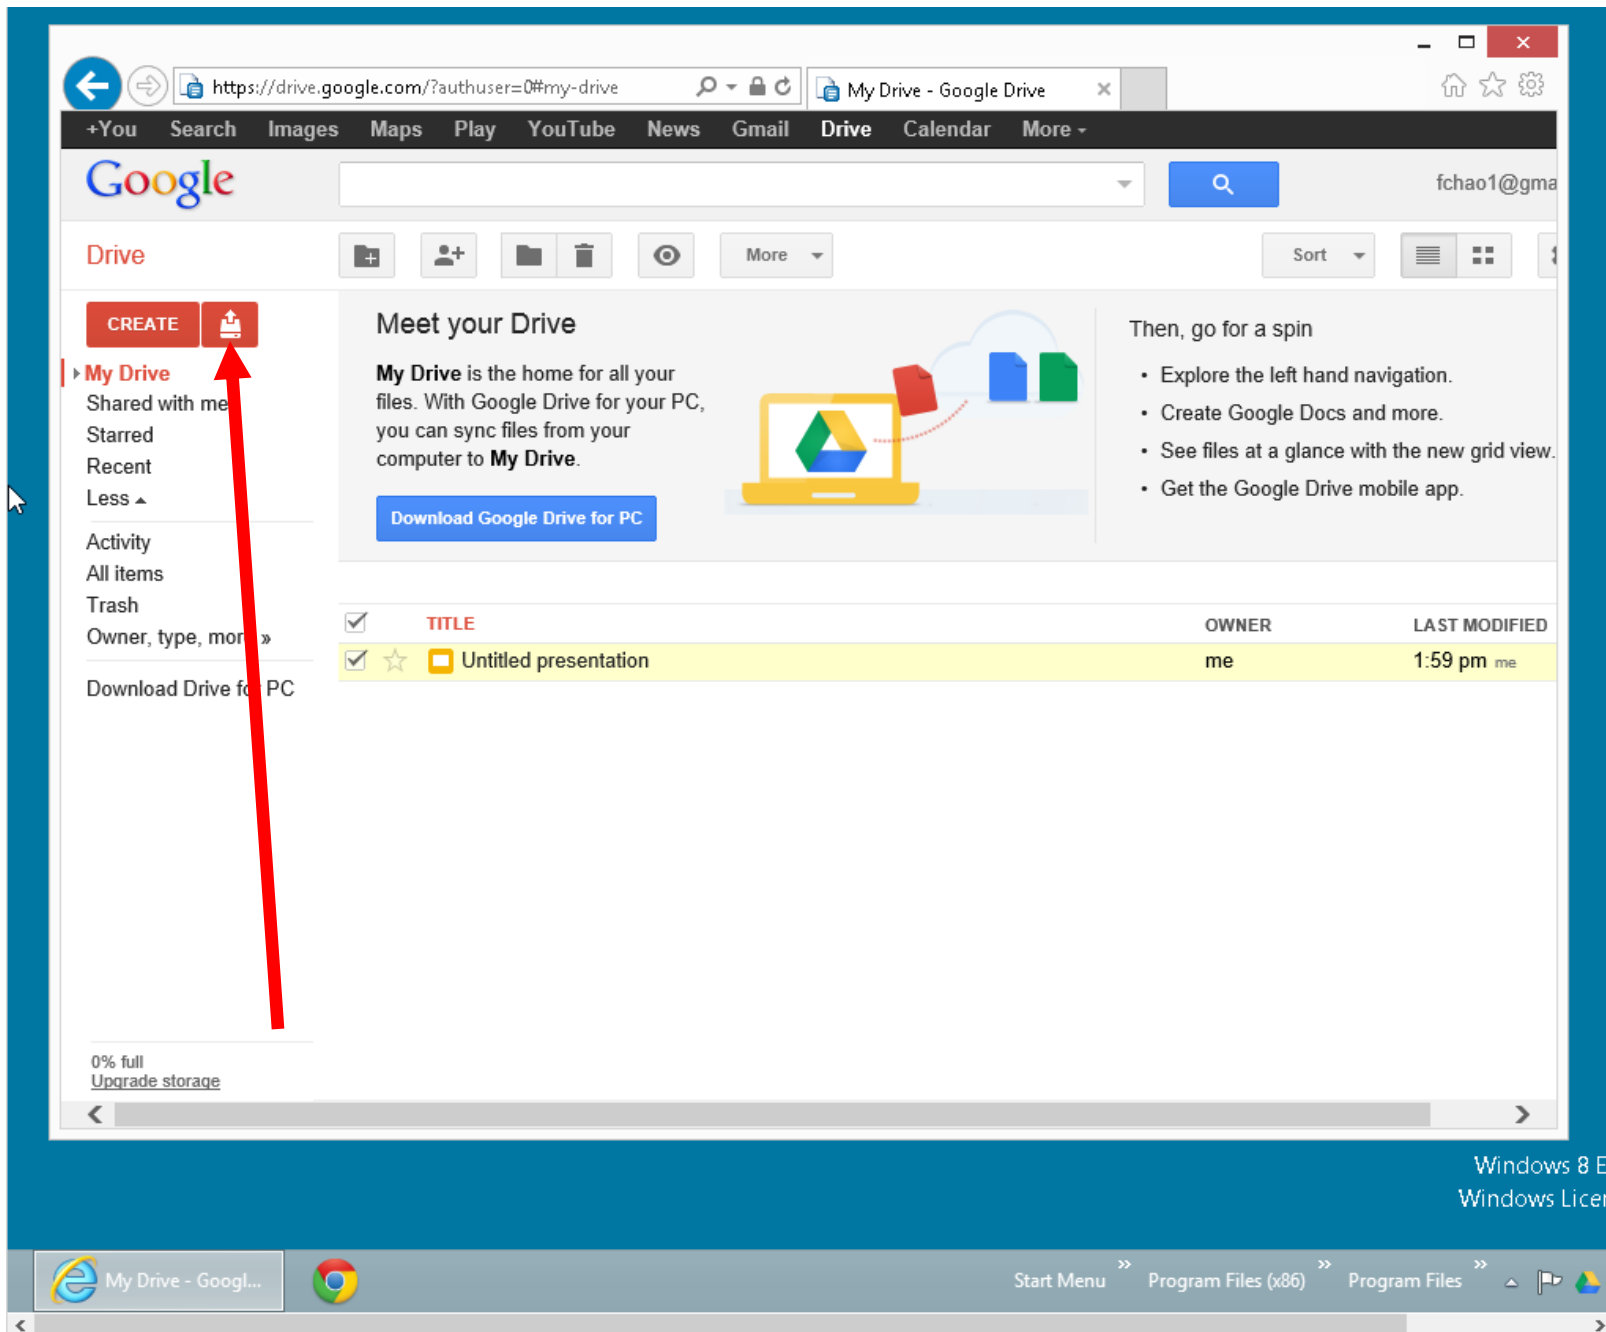 https://drive.google.com/?authuser=0#my-drive
My Drive - Google Drive
+You Search Images Maps Play YouTube News Gmail Drive Calendar More
Google
fchao1@gma
Drive
More
Sort
CREATE
My Drive
Shared with me
Starred
Recent
Less
Activity
All items
Trash
Owner, type, more »
Download Drive for PC
0% full
Upgrade storage
Meet your Drive
My Drive is the home for all your
files. With Google Drive for your PC,
you can sync files from your
computer to My Drive.
Download Google Drive for PC
Then, go for a spin
• Explore the left hand navigation.
• Create Google Docs and more.
• See files at a glance with the new grid view.
• Get the Google Drive mobile app.
TITLE OWNER LAST MODIFIED
Untitled presentation me 1:59 pm me
Windows 8 E
Windows Licen
My Drive - Googl...
Start Menu » Program Files (x86) » Program Files »